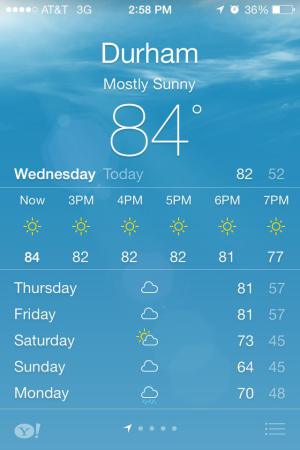 AT&T 3G 2:58 PM 36%
Durham
Mostly Sunny
84°
Wednesday Today 82 52
Now 3PM 4PM 5PM 6PM 7PM
84 82 82 82 81 77
Thursday 81 57
Friday 81 57
Saturday 73 45
Sunday 64 45
Monday 70 48
Y!